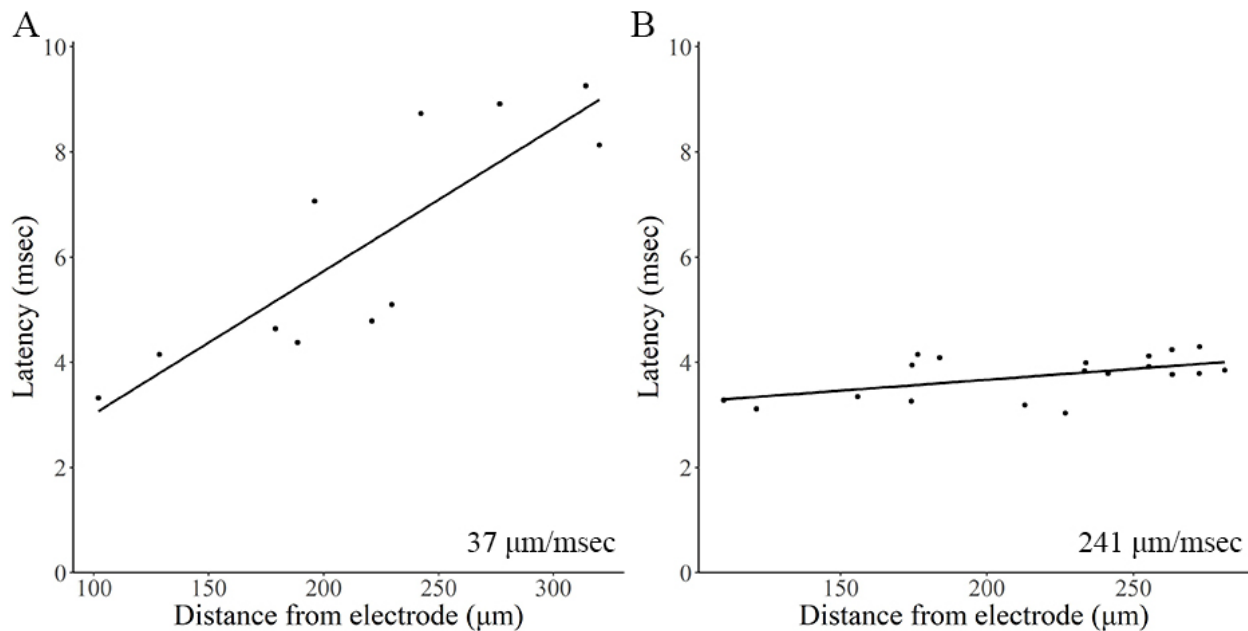 A
10
8
6
4
2
0
Latency (msec)
37 μm/msec
100 150 200 250 300
Distance from electrode (μm)
B
10
8
6
4
2
0
Latency (msec)
241 μm/msec
150 200 250
Distance from electrode (μm)